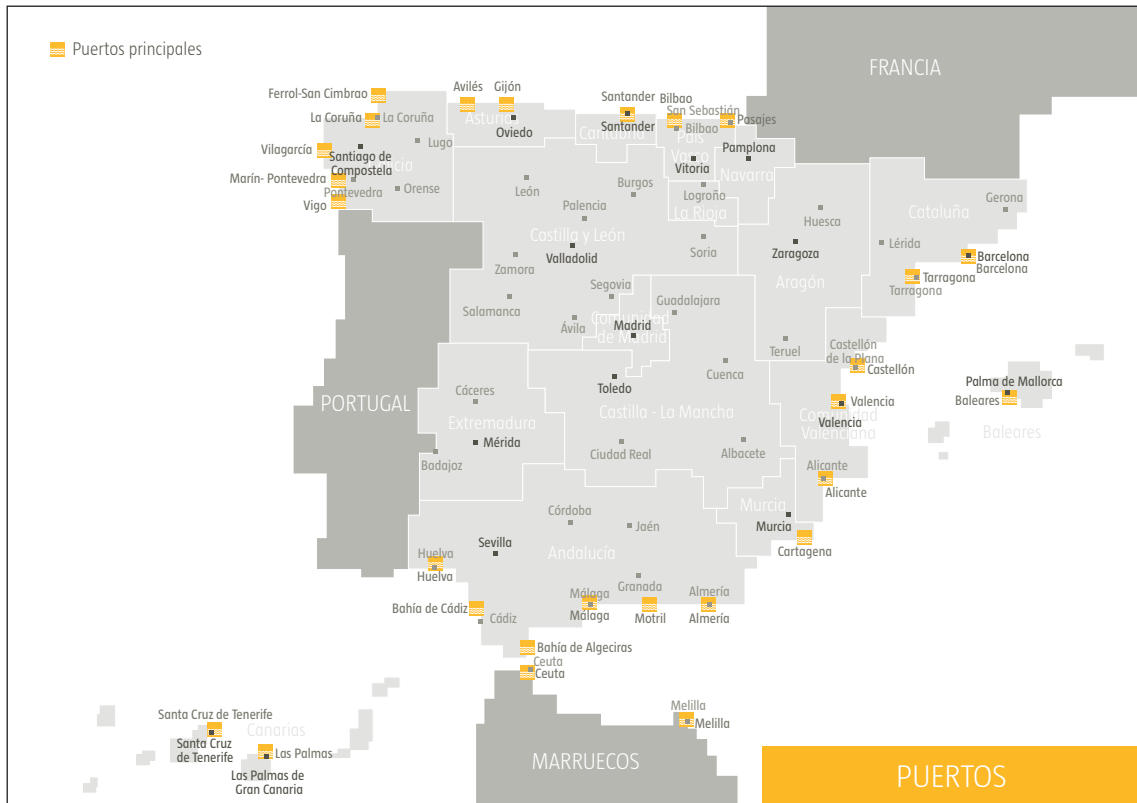 Puertos principales
FRANCIA
Ferrol-San Cimbrao
Avilés
Gijón
Santander
Bilbao
San Sebastián
La Coruña
La Coruña
Asturias
Oviedo
Cantabria
Santander
Bilbao
Pasajes
País
Vasco
Vilagarcía
Lugo
Santiago de
Compostela
Galicia
Vitoria
Pamplona
Navarra
Marín- Pontevedra
Pontevedra
Orense
León
Burgos
Logroño
La Rioja
Huesca
Cataluña
Gerona
Vigo
Palencia
Castilla y León
Valladolid
Soria
Zaragoza
Lérida
Barcelona
Barcelona
Zamora
Aragón
Tarragona
Tarragona
Salamanca
Segovia
Guadalajara
Ávila
Comunidad
de Madrid
Madrid
Teruel
Castellón
de la Plana
Castellón
Toledo
Cuenca
Palma de Mallorca
Baleares
Baleares
PORTUGAL
Cáceres
Extremadura
Mérida
Badajoz
Castilla - La Mancha
Ciudad Real
Albacete
Valencia
Valencia
Comunidad
Valenciana
Alicante
Alicante
Murcia
Murcia
Cartagena
Córdoba
Jaén
Sevilla
Andalucía
Huelva
Huelva
Granada
Málaga
Málaga
Motril
Almería
Almería
Bahía de Cádiz
Cádiz
Bahía de Algeciras
Ceuta
Ceuta
Melilla
Melilla
MARRUECOS
Santa Cruz de Tenerife
Canarias
Santa Cruz
de Tenerife
Las Palmas
Las Palmas de
Gran Canaria
PUERTOS